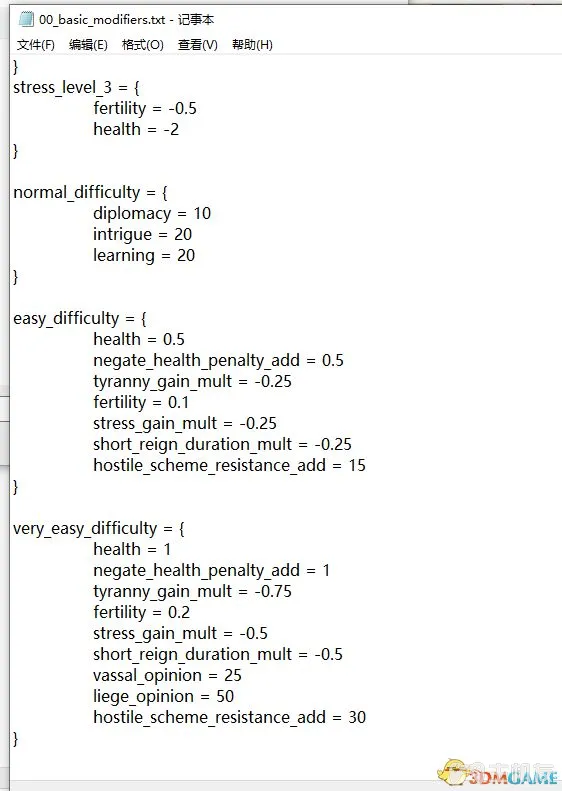 00_basic_modifiers.txt - 记事本
文件(F) 编辑(E) 格式(O) 查看(V) 帮助(H)
}
stress_level_3 = {
fertility = -0.5
health = -2
}
normal_difficulty = {
diplomacy = 10
intrigue = 20
learning = 20
}
easy_difficulty = {
health = 0.5
negate_health_penalty_add = 0.5
tyranny_gain_mult = -0.25
fertility = 0.1
stress_gain_mult = -0.25
short_reign_duration_mult = -0.25
hostile_scheme_resistance_add = 15
}
very_easy_difficulty = {
health = 1
negate_health_penalty_add = 1
tyranny_gain_mult = -0.75
fertility = 0.2
stress_gain_mult = -0.5
short_reign_duration_mult = -0.5
vassal_opinion = 25
liege_opinion = 50
hostile_scheme_resistance_add = 30
}
3DMGAME